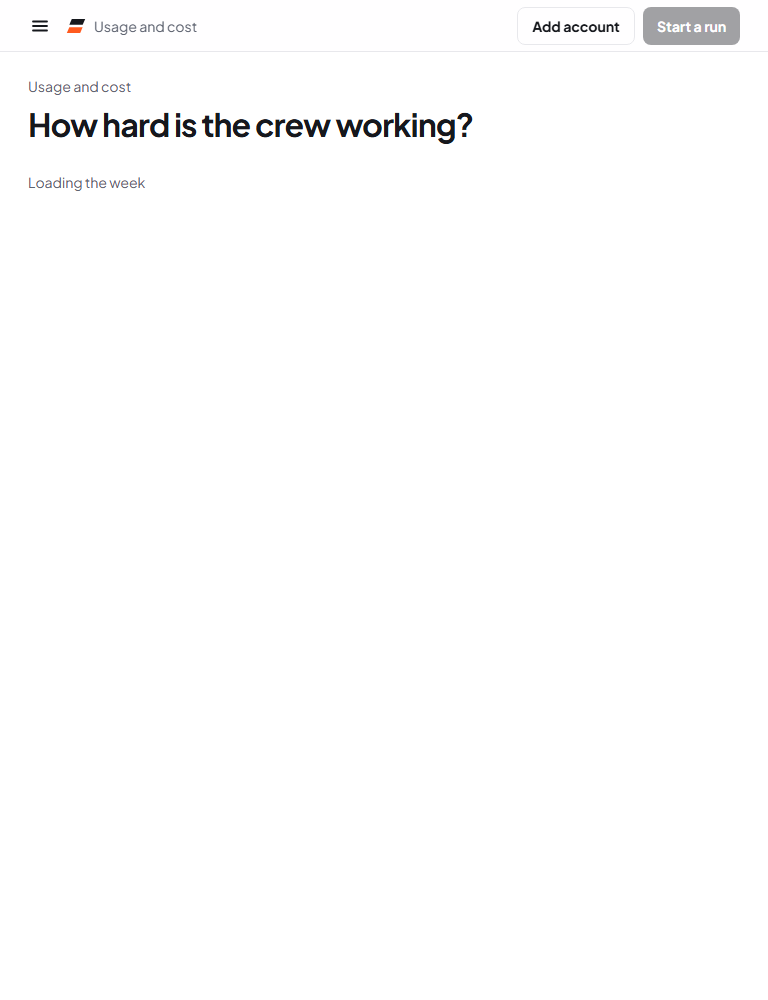 Usage and cost
Add account
Start a run
Usage and cost
How hard is the crew working?
Loading the week